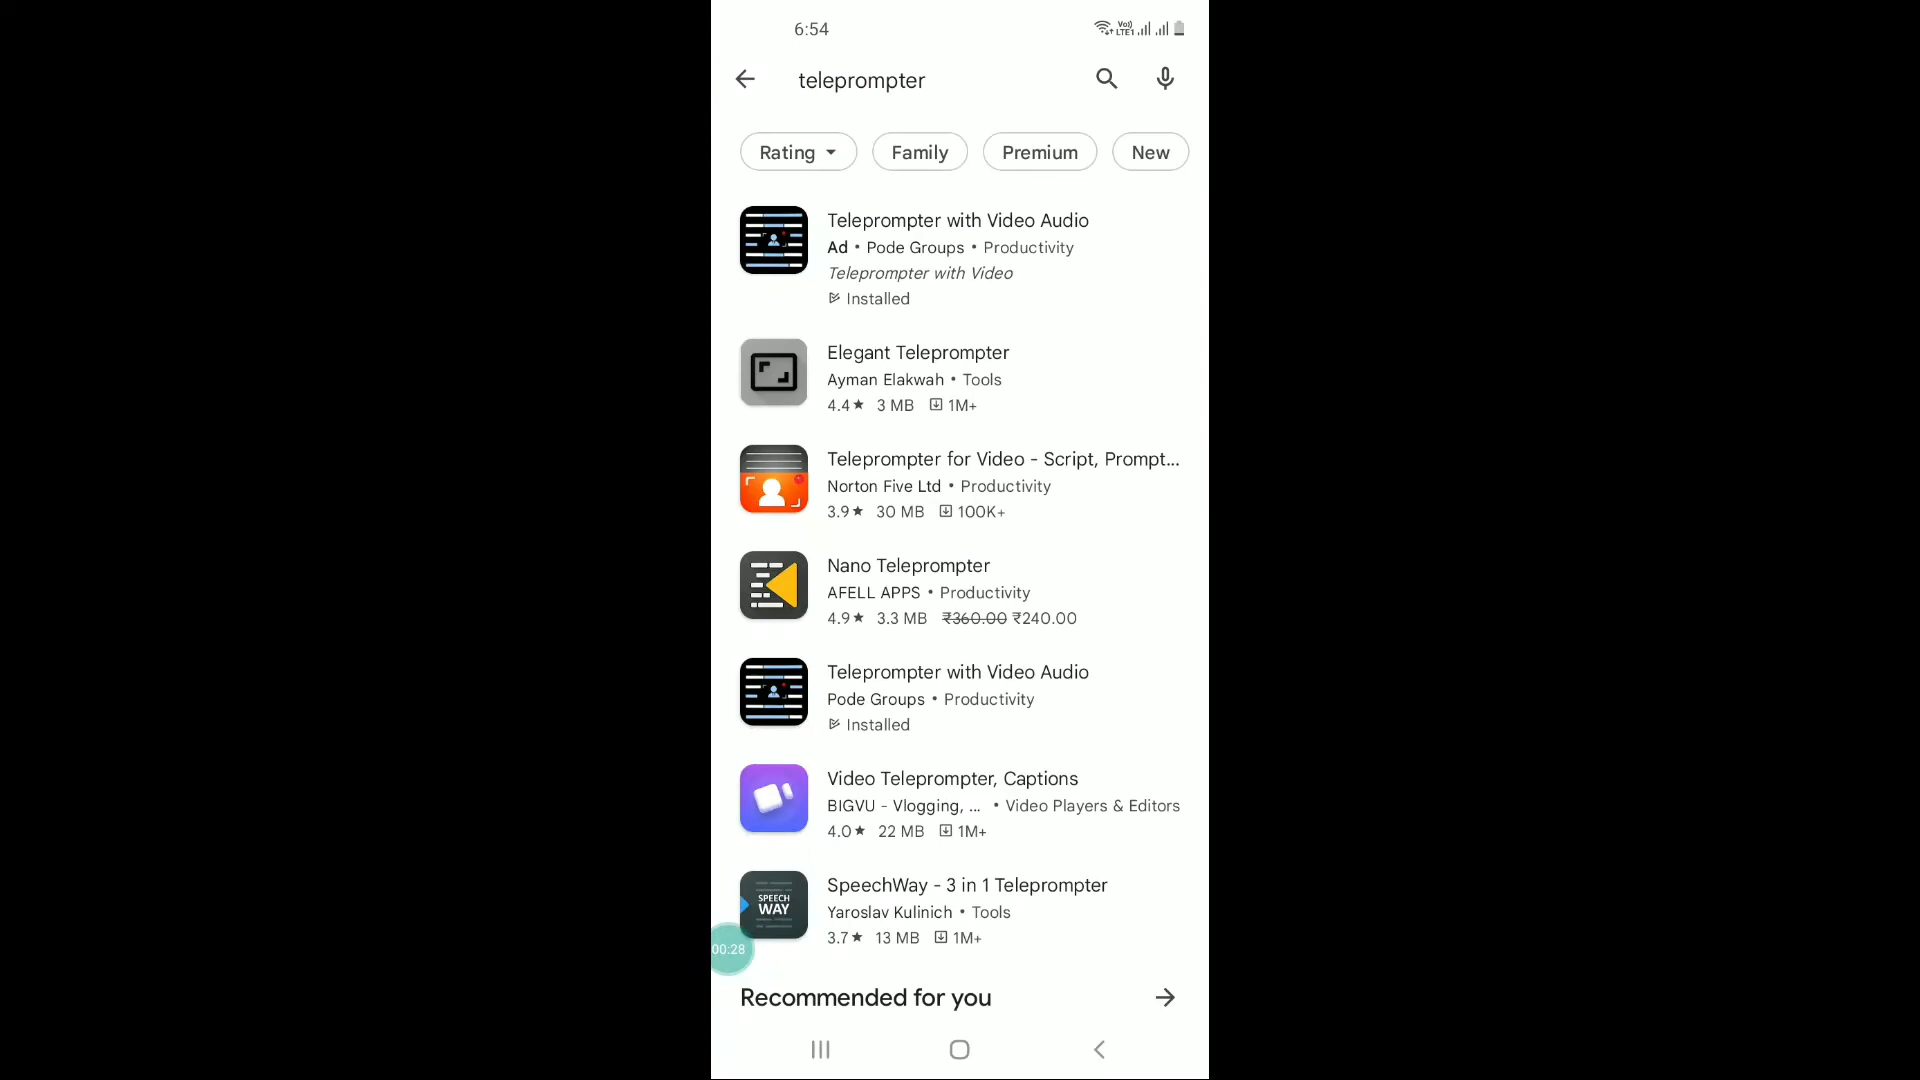 6:54
Vo))
LTE1
teleprompter
Rating
Family
Premium
New
Teleprompter with Video Audio
Ad • Pode Groups • Productivity
Teleprompter with Video
Installed
Elegant Teleprompter
Ayman Elakwah • Tools
4.4★ 3 MB 1M+
Teleprompter for Video - Script, Prompt...
Norton Five Ltd • Productivity
3.9★ 30 MB 100K+
Nano Teleprompter
AFELL APPS • Productivity
4.9★ 3.3 MB ₹360.00 ₹240.00
Teleprompter with Video Audio
Pode Groups • Productivity
Installed
Video Teleprompter, Captions
BIGVU - Vlogging, ... • Video Players & Editors
4.0★ 22 MB 1M+
SPEECH
WAY
SpeechWay - 3 in 1 Teleprompter
Yaroslav Kulinich • Tools
3.7★ 13 MB 1M+
00:28
Recommended for you